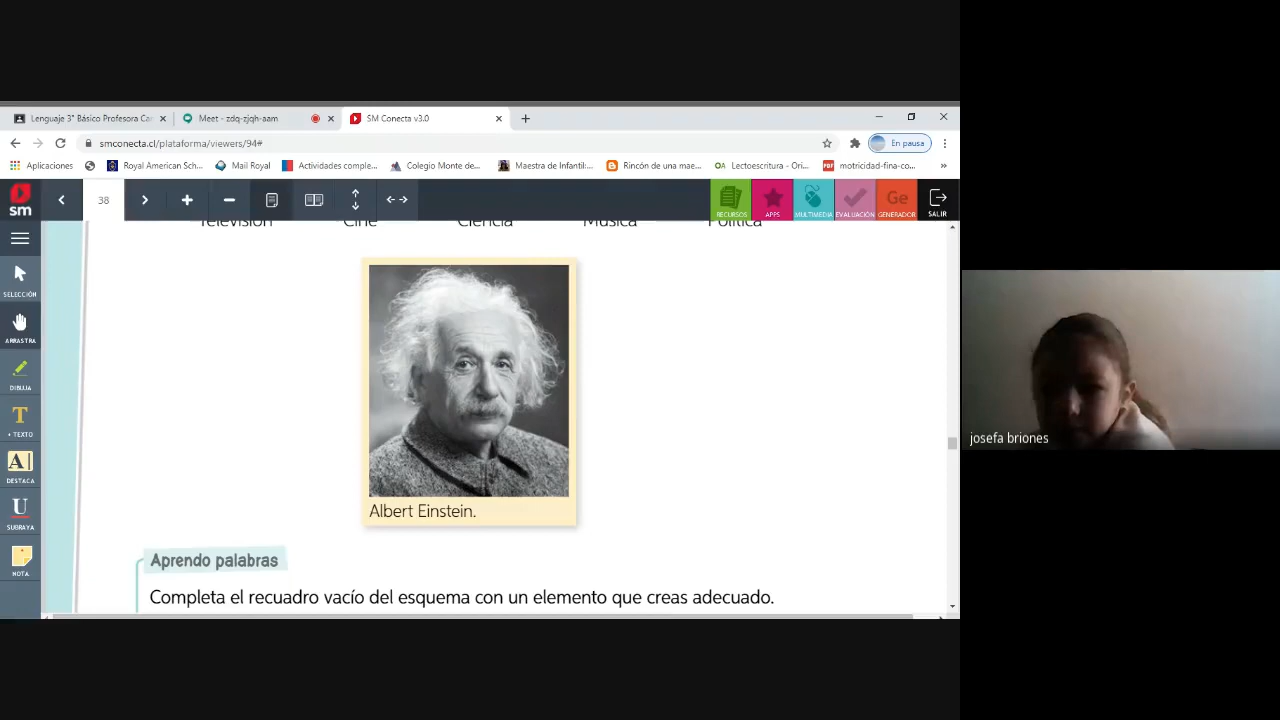 Lenguaje 3° Básico Profesora Car
Meet - zdq-zjqh-aam
SM Conecta v3.0
smconecta.cl/plataforma/viewers/94#
En pausa
Aplicaciones
Royal American Sch...
Mail Royal
Actividades comple...
Colegio Monte de...
Maestra de Infantil:...
Rincón de una mae...
OA Lectoescritura - Ori...
PDF motricidad-fina-co...
»
sm
38
RECURSOS
APPS
MULTIMEDIA
EVALUACIÓN
Ge
GENERADOR
SALIR
Televisión Cine Ciencia Música Política
SELECCIÓN
ARRASTRA
DIBUJA
T
+ TEXTO
A
DESTACA
U
SUBRAYA
NOTA
Albert Einstein.
Aprendo palabras
Completa el recuadro vacío del esquema con un elemento que creas adecuado.
josefa briones